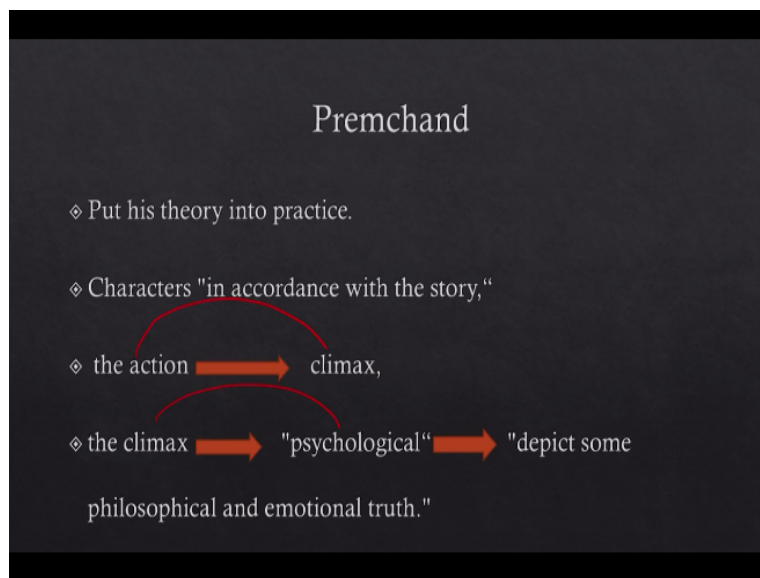 Premchand
Put his theory into practice.
Characters "in accordance with the story,“
the action climax,
the climax "psychological“ "depict some
philosophical and emotional truth."